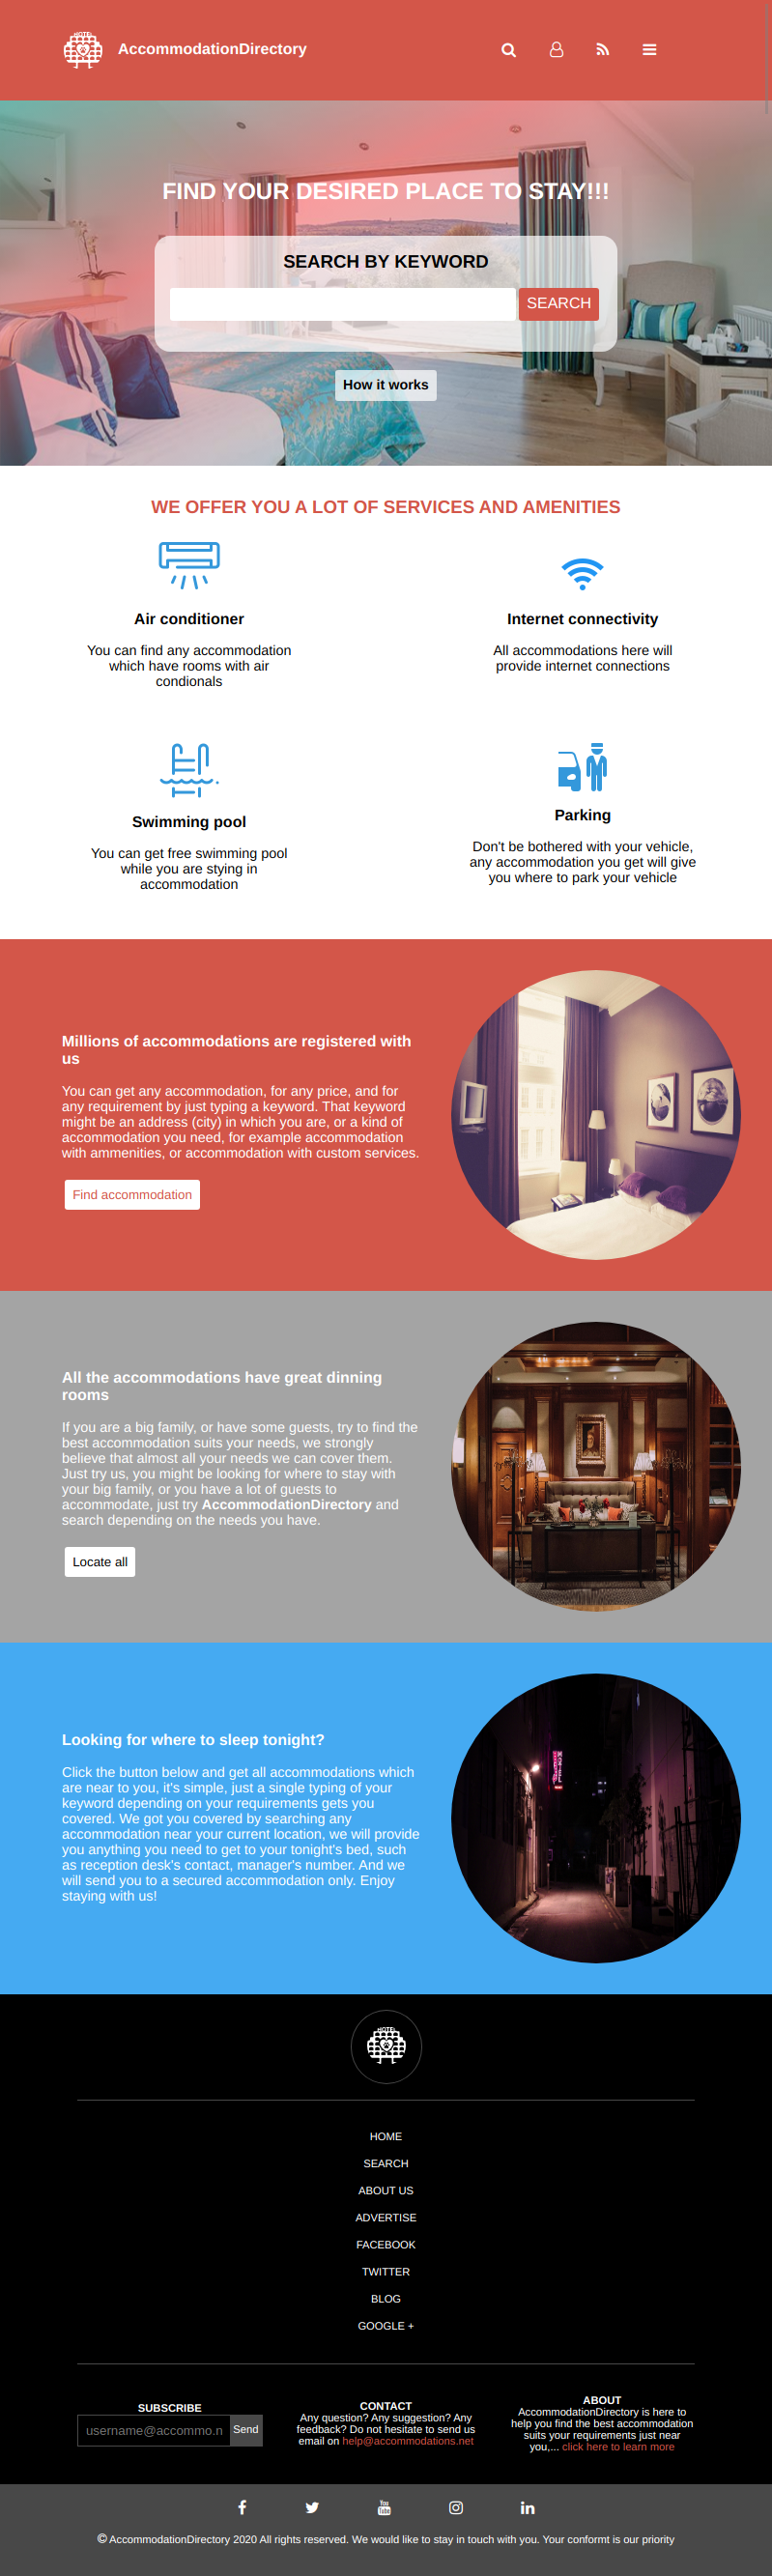 HOTEL
AccommodationDirectory
FIND YOUR DESIRED PLACE TO STAY!!!
SEARCH BY KEYWORD
SEARCH
How it works
WE OFFER YOU A LOT OF SERVICES AND AMENITIES
Air conditioner
You can find any accommodation
which have rooms with air
condionals
Internet connectivity
All accommodations here will
provide internet connections
Swimming pool
You can get free swimming pool
while you are stying in
accommodation
Parking
Don't be bothered with your vehicle,
any accommodation you get will give
you where to park your vehicle
Millions of accommodations are registered with
us
You can get any accommodation, for any price, and for
any requirement by just typing a keyword. That keyword
might be an address (city) in which you are, or a kind of
accommodation you need, for example accommodation
with ammenities, or accommodation with custom services.
Find accommodation
All the accommodations have great dinning
rooms
If you are a big family, or have some guests, try to find the
best accommodation suits your needs, we strongly
believe that almost all your needs we can cover them.
Just try us, you might be looking for where to stay with
your big family, or you have a lot of guests to
accommodate, just try AccommodationDirectory and
search depending on the needs you have.
Locate all
Looking for where to sleep tonight?
Click the button below and get all accommodations which
are near to you, it's simple, just a single typing of your
keyword depending on your requirements gets you
covered. We got you covered by searching any
accommodation near your current location, we will provide
you anything you need to get to your tonight's bed, such
as reception desk's contact, manager's number. And we
will send you to a secured accommodation only. Enjoy
staying with us!
HOTEL
HOME
SEARCH
ABOUT US
ADVERTISE
FACEBOOK
TWITTER
BLOG
GOOGLE +
SUBSCRIBE
username@accommo.n
Send
CONTACT
Any question? Any suggestion? Any
feedback? Do not hesitate to send us
email on help@accommodations.net
ABOUT
AccommodationDirectory is here to
help you find the best accommodation
suits your requirements just near
you,... click here to learn more
You Tube
© AccommodationDirectory 2020 All rights reserved. We would like to stay in touch with you. Your conformt is our priority